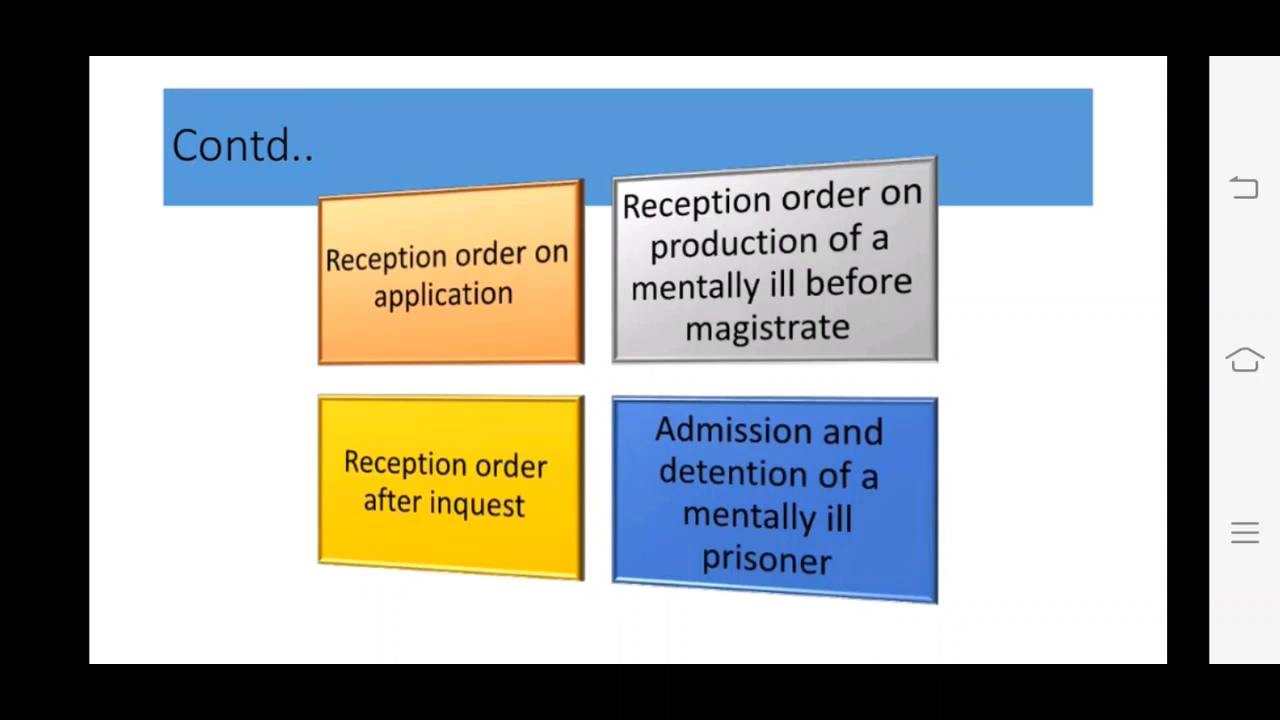 Contd..
Reception order on
application
Reception order on
production of a
mentally ill before
magistrate
Reception order
after inquest
Admission and
detention of a
mentally ill
prisoner